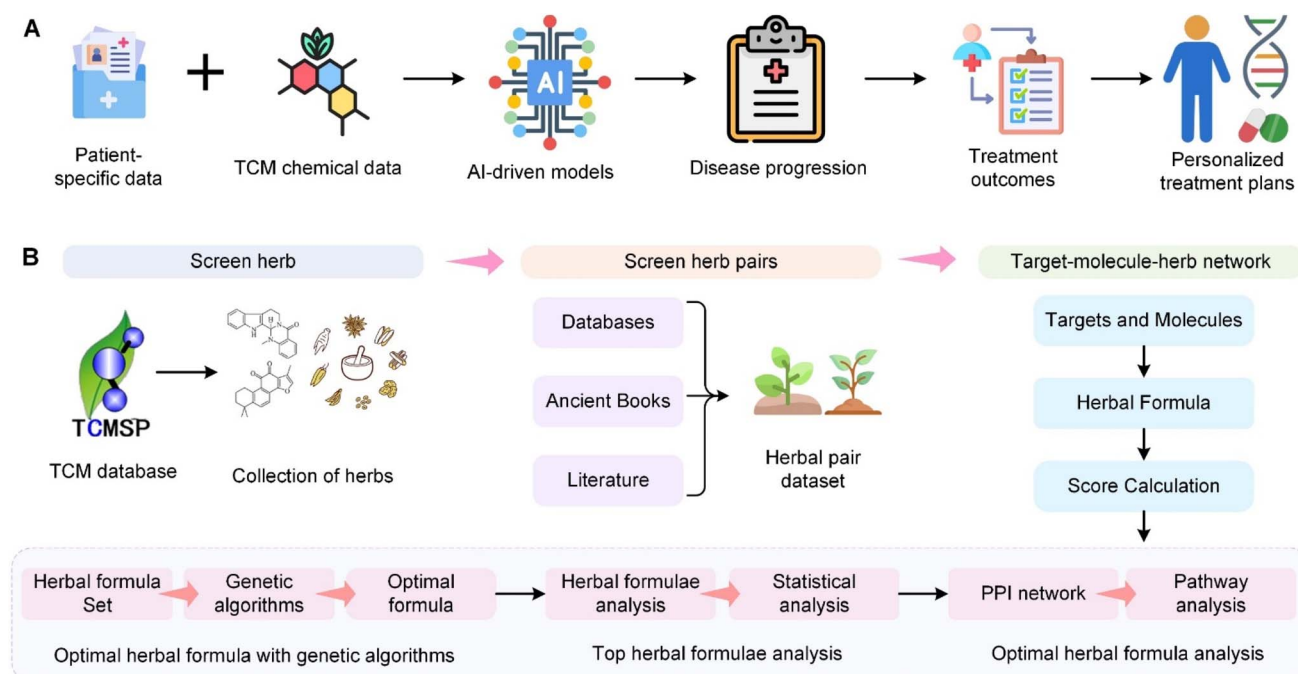 A
Patient-
specific data
TCM chemical data
AI
AI-driven models
Disease progression
Treatment
outcomes
Personalized
treatment plans
B
Screen herb
Screen herb pairs
Target-molecule-herb network
TCMSP
TCM database
N
H
H
N
O
N
Me
O
O
Me
O
Collection of herbs
Databases
Ancient Books
Literature
Herbal pair
dataset
Targets and Molecules
Herbal Formula
Score Calculation
Herbal formula
Set
Genetic
algorithms
Optimal
formula
Herbal formulae
analysis
Statistical
analysis
PPI network
Pathway
analysis
Optimal herbal formula with genetic algorithms
Top herbal formulae analysis
Optimal herbal formula analysis